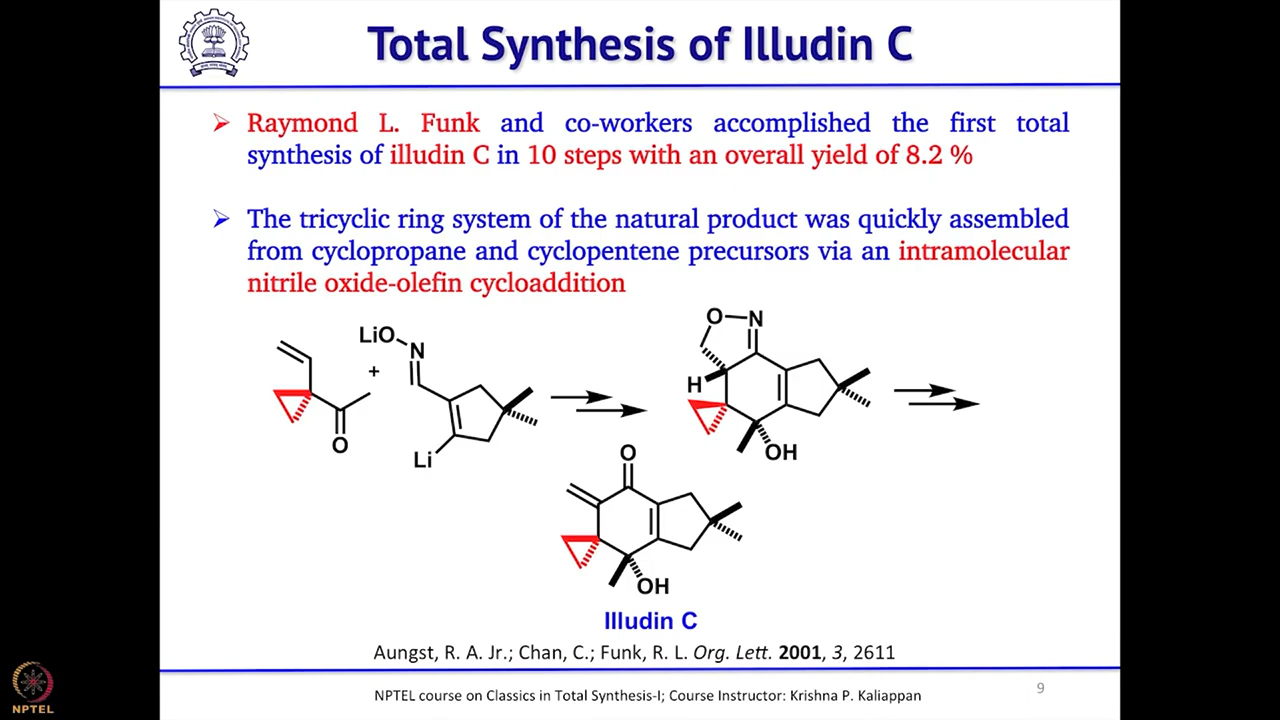 Total Synthesis of Illudin C
➢ Raymond L. Funk and co-workers accomplished the first total
synthesis of illudin C in 10 steps with an overall yield of 8.2 %
➢ The tricyclic ring system of the natural product was quickly assembled
from cyclopropane and cyclopentene precursors via an intramolecular
nitrile oxide-olefin cycloaddition
O
+
LiO
N
Li
O
N
H
OH
O
OH
Illudin C
Aungst, R. A. Jr.; Chan, C.; Funk, R. L. Org. Lett. 2001, 3, 2611
NPTEL course on Classics in Total Synthesis-I; Course Instructor: Krishna P. Kaliappan
9
NPTEL